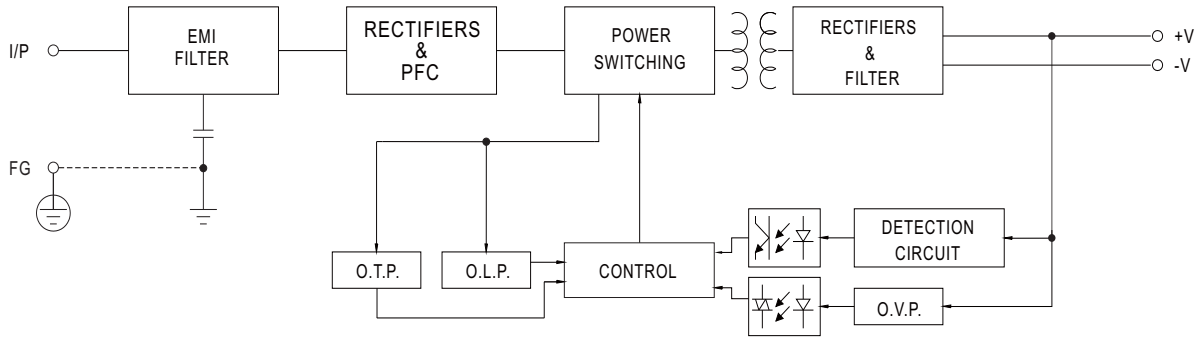 I/P
EMI
FILTER
RECTIFIERS
&
PFC
POWER
SWITCHING
RECTIFIERS
&
FILTER
+V
-V
FG
O.T.P.
O.L.P.
CONTROL
DETECTION
CIRCUIT
O.V.P.